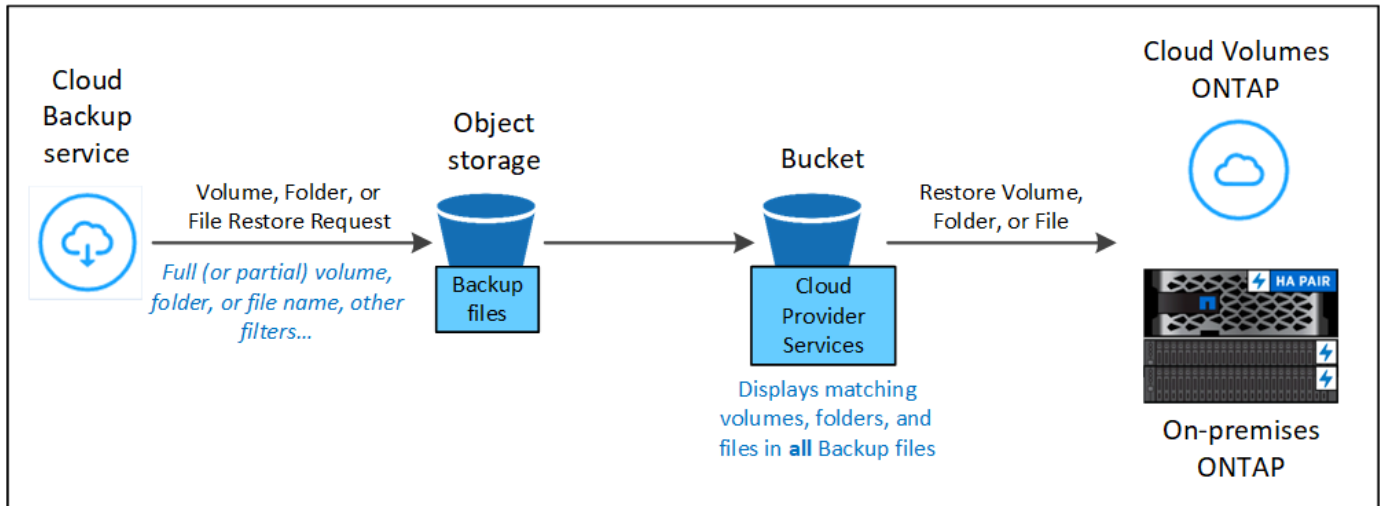 Cloud
Backup
service
Volume, Folder, or
File Restore Request
Full (or partial) volume,
folder, or file name, other
filters...
Object
storage
Backup
files
Bucket
Cloud
Provider
Services
Displays matching
volumes, folders, and
files in all Backup files
Restore Volume,
Folder, or File
Cloud Volumes
ONTAP
HA PAIR
On-premises
ONTAP